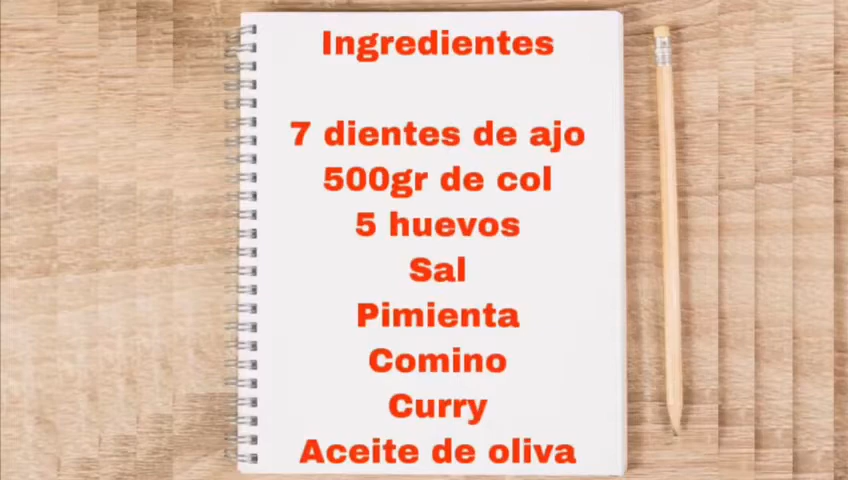 Ingredientes
7 dientes de ajo
500gr de col
5 huevos
Sal
Pimienta
Comino
Curry
Aceite de oliva